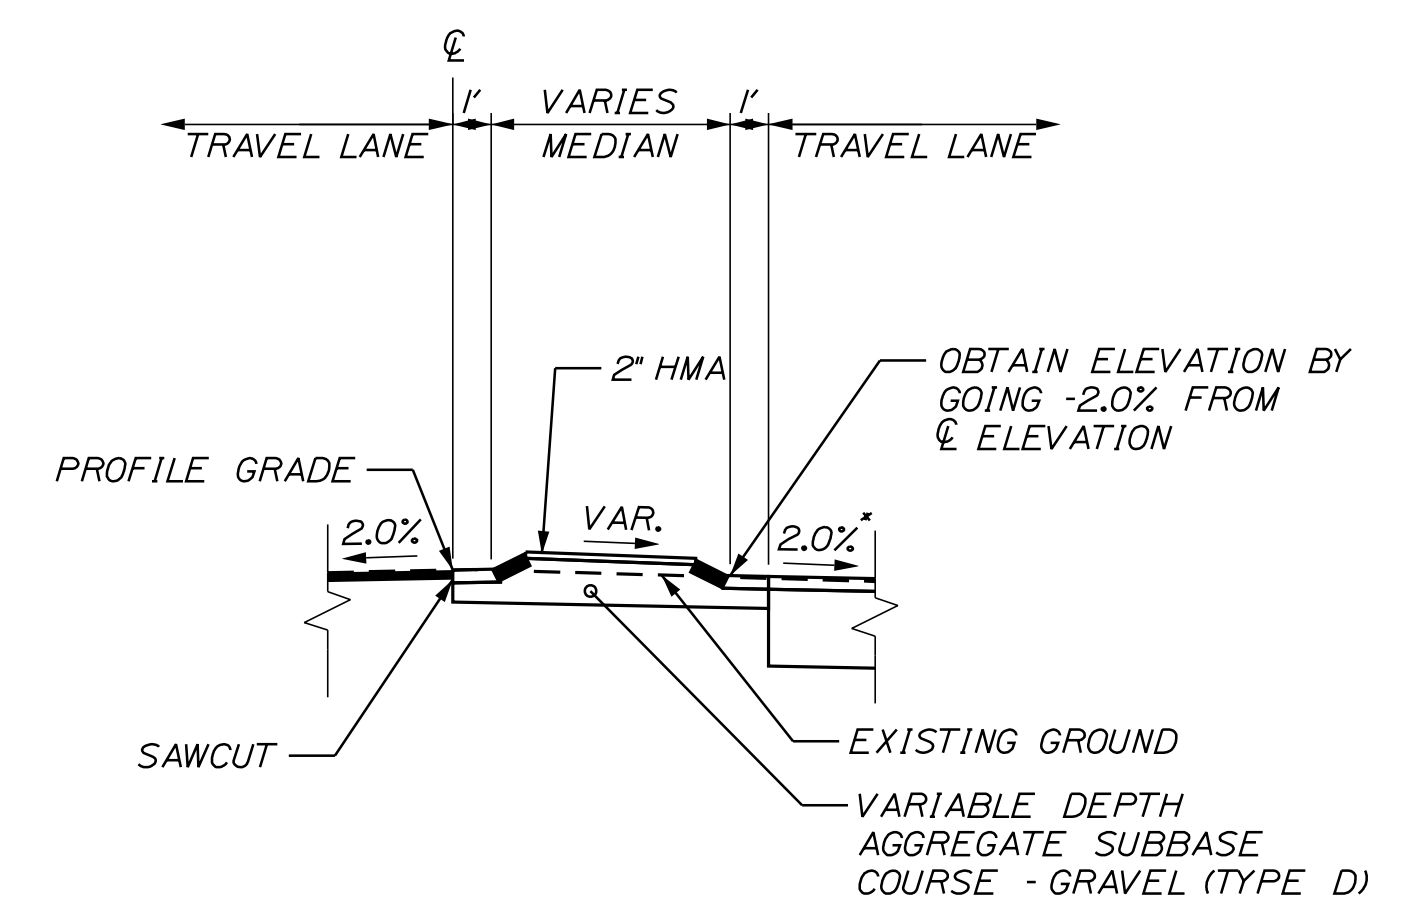 ℄
1' VARIES 1'
TRAVEL LANE MEDIAN TRAVEL LANE
2" HMA
OBTAIN ELEVATION BY
GOING -2.0% FROM
℄ ELEVATION
PROFILE GRADE
2.0% VAR. 2.0%*
SAWCUT
EXISTING GROUND
VARIABLE DEPTH
AGGREGATE SUBBASE
COURSE - GRAVEL (TYPE D)